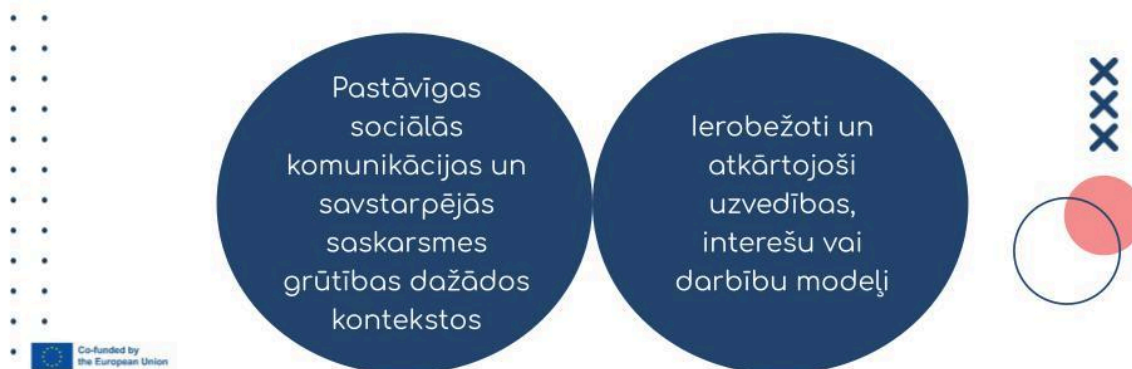 Pastāvīgas
sociālās
komunikācijas un
savstarpējās
saskarsmes
grūtības dažādos
kontekstos
Ierobežoti un
atkārtojoši
uzvedības,
interešu vai
darbību modeļi
Co-funded by
the European Union